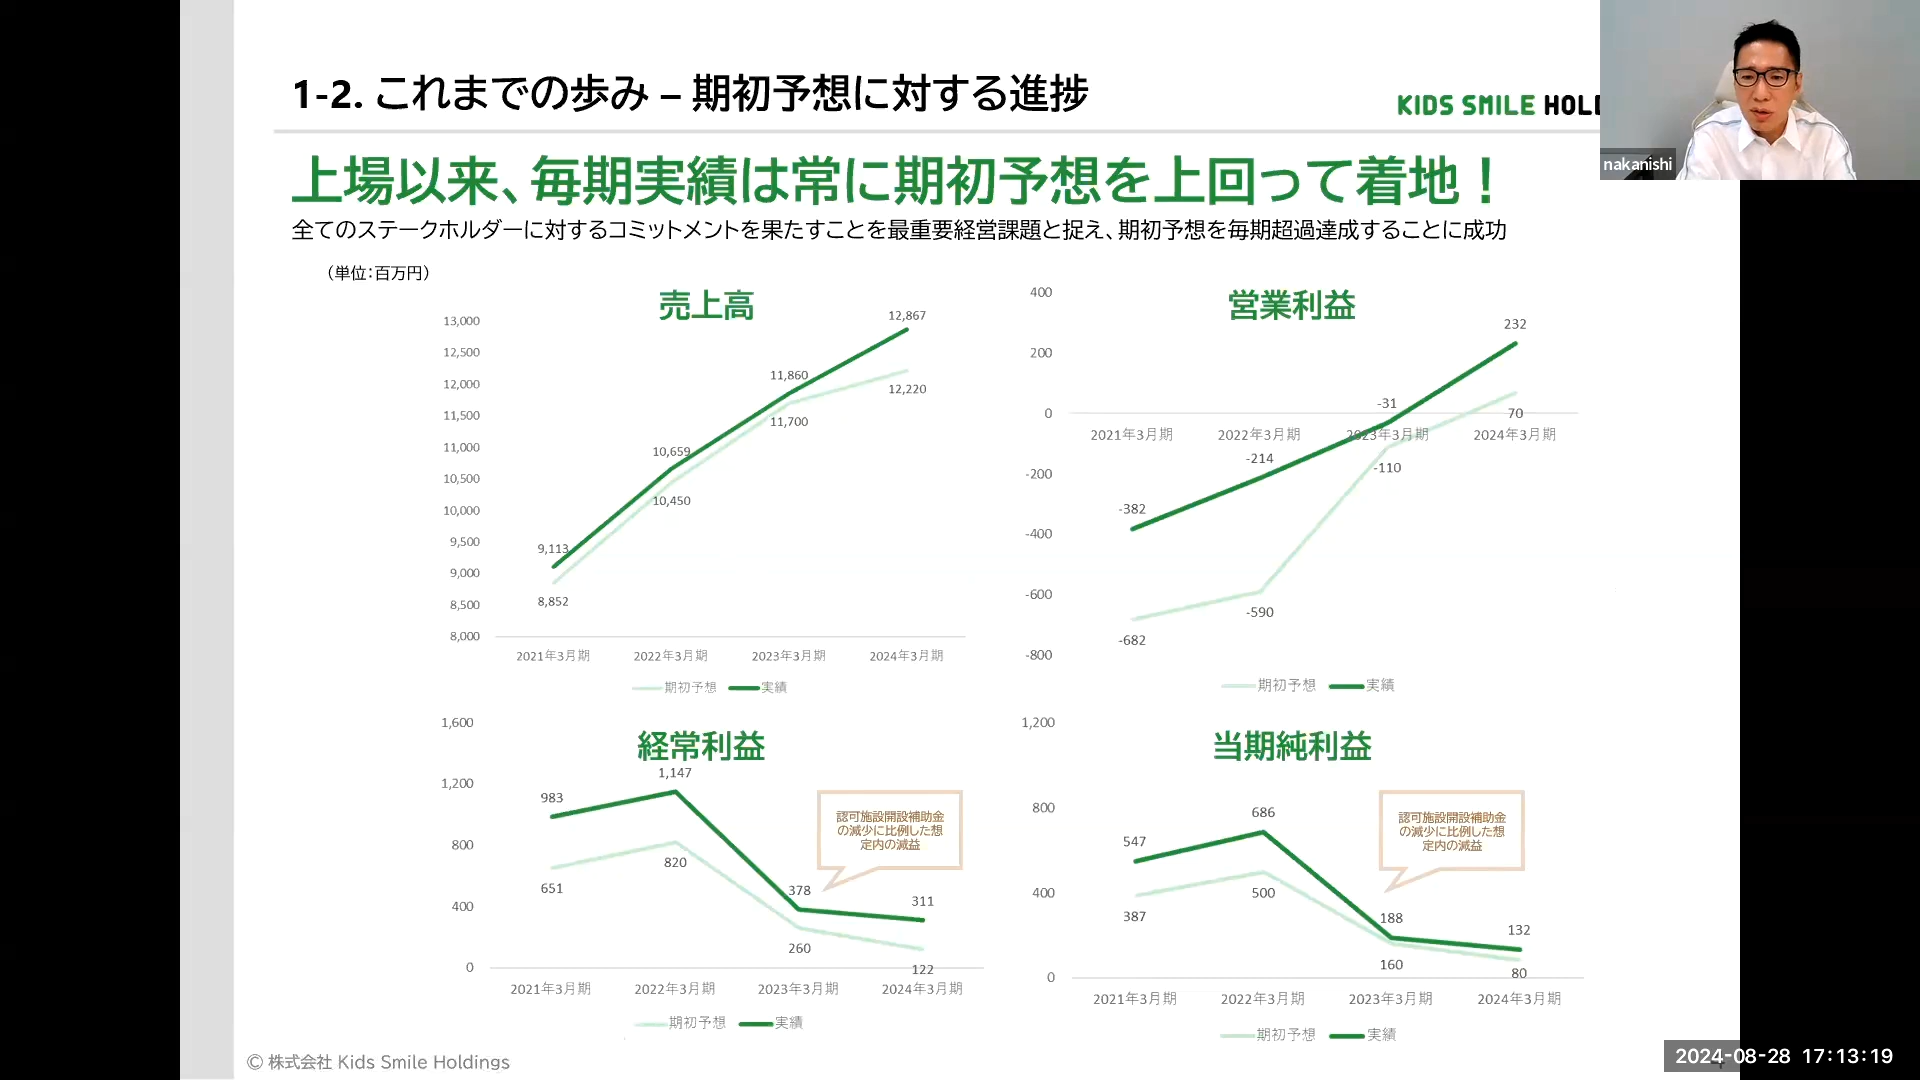 1-2. これまでの歩み – 期初予想に対する進捗
KIDS SMILE HOLD
nakanishi
上場以来、毎期実績は常に期初予想を上回って着地！
全てのステークホルダーに対するコミットメントを果たすことを最重要経営課題と捉え、期初予想を毎期超過達成することに成功
（単位：百万円）
売上高
13,000
12,500
12,000
11,500
11,000
10,500
10,000
9,500
9,000
8,500
8,000
9,113
10,659
11,860
12,867
8,852
10,450
11,700
12,220
2021年3月期 2022年3月期 2023年3月期 2024年3月期
期初予想 実績
営業利益
400
200
0
-200
-400
-600
-800
-382
-214
-31
232
-682
-590
-110
70
2021年3月期 2022年3月期 2023年3月期 2024年3月期
期初予想 実績
経常利益
1,600
1,200
800
400
0
983
1,147
378
311
651
820
260
122
認可施設開設補助金
の減少に比例した想
定内の減益
2021年3月期 2022年3月期 2023年3月期 2024年3月期
期初予想 実績
当期純利益
1,200
800
400
0
547
686
188
132
387
500
160
80
認可施設開設補助金
の減少に比例した想
定内の減益
2021年3月期 2022年3月期 2023年3月期 2024年3月期
期初予想 実績
© 株式会社 Kids Smile Holdings
2024-08-28 17:13:19